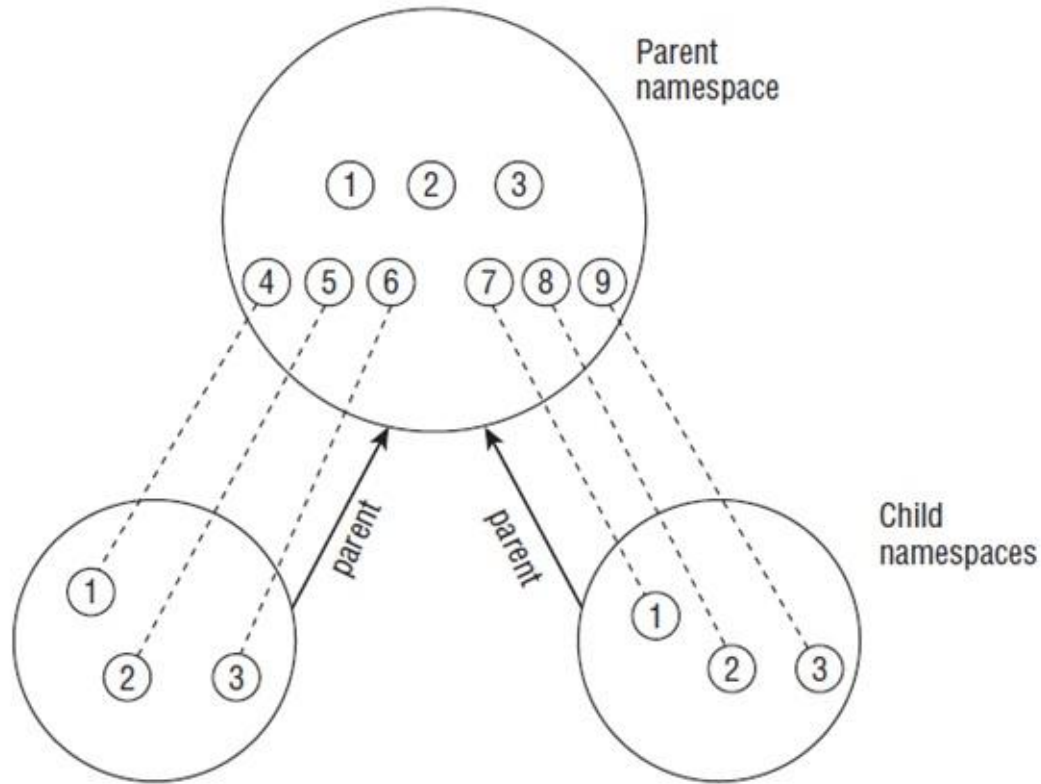 Parent
namespace
1 2 3
4 5 6 7 8 9
parent
parent
Child
namespaces
1
2 3
1
2 3